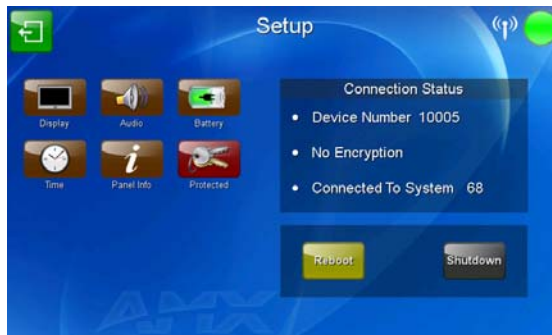 Setup
Display Audio Battery
Time Panel Info Protected
Connection Status
• Device Number 10005
• No Encryption
• Connected To System 68
Reboot Shutdown
AMX